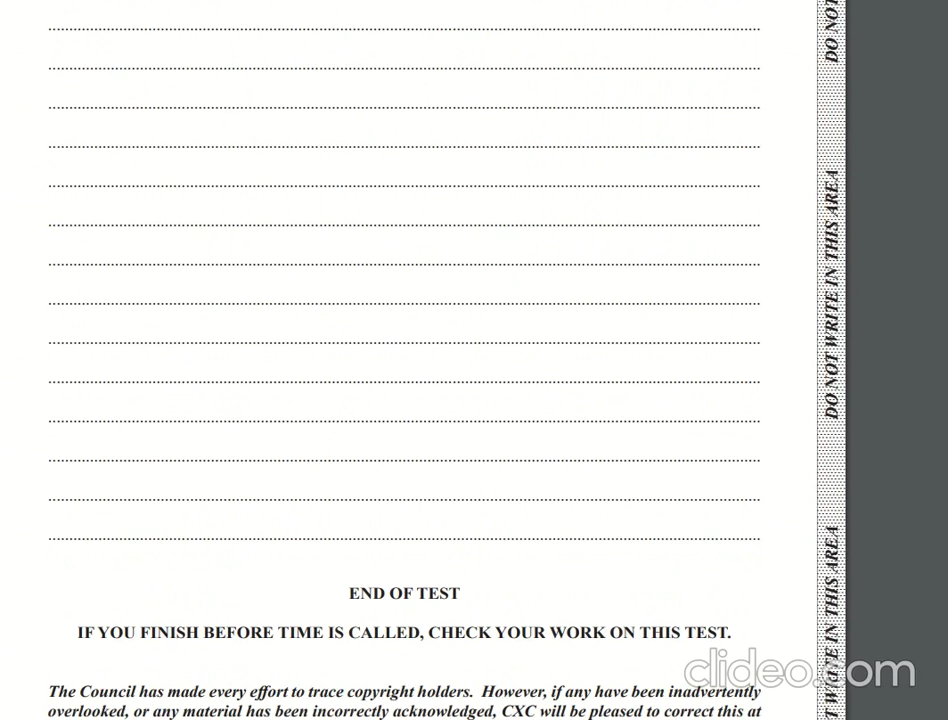 END OF TEST
IF YOU FINISH BEFORE TIME IS CALLED, CHECK YOUR WORK ON THIS TEST.
The Council has made every effort to trace copyright holders. However, if any have been inadvertently
overlooked, or any material has been incorrectly acknowledged, CXC will be pleased to correct this at
DO NOT
DO NOT WRITE IN THIS AREA
T WRITE IN THIS AREA
clideo.com